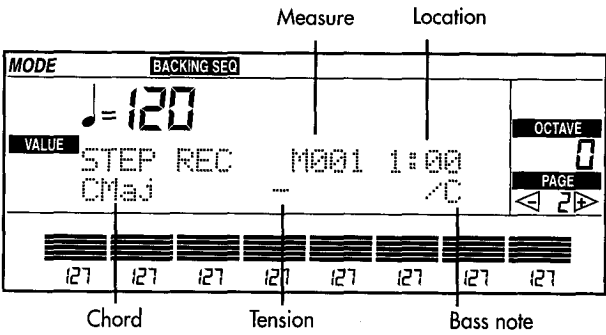 Measure Location
MODE BACKING SEQ
♩=120
OCTAVE
VALUE STEP REC M001 1:00 0
CMaj - /C PAGE
- 2 +
127 127 127 127 127 127 127 127
Chord Tension Bass note